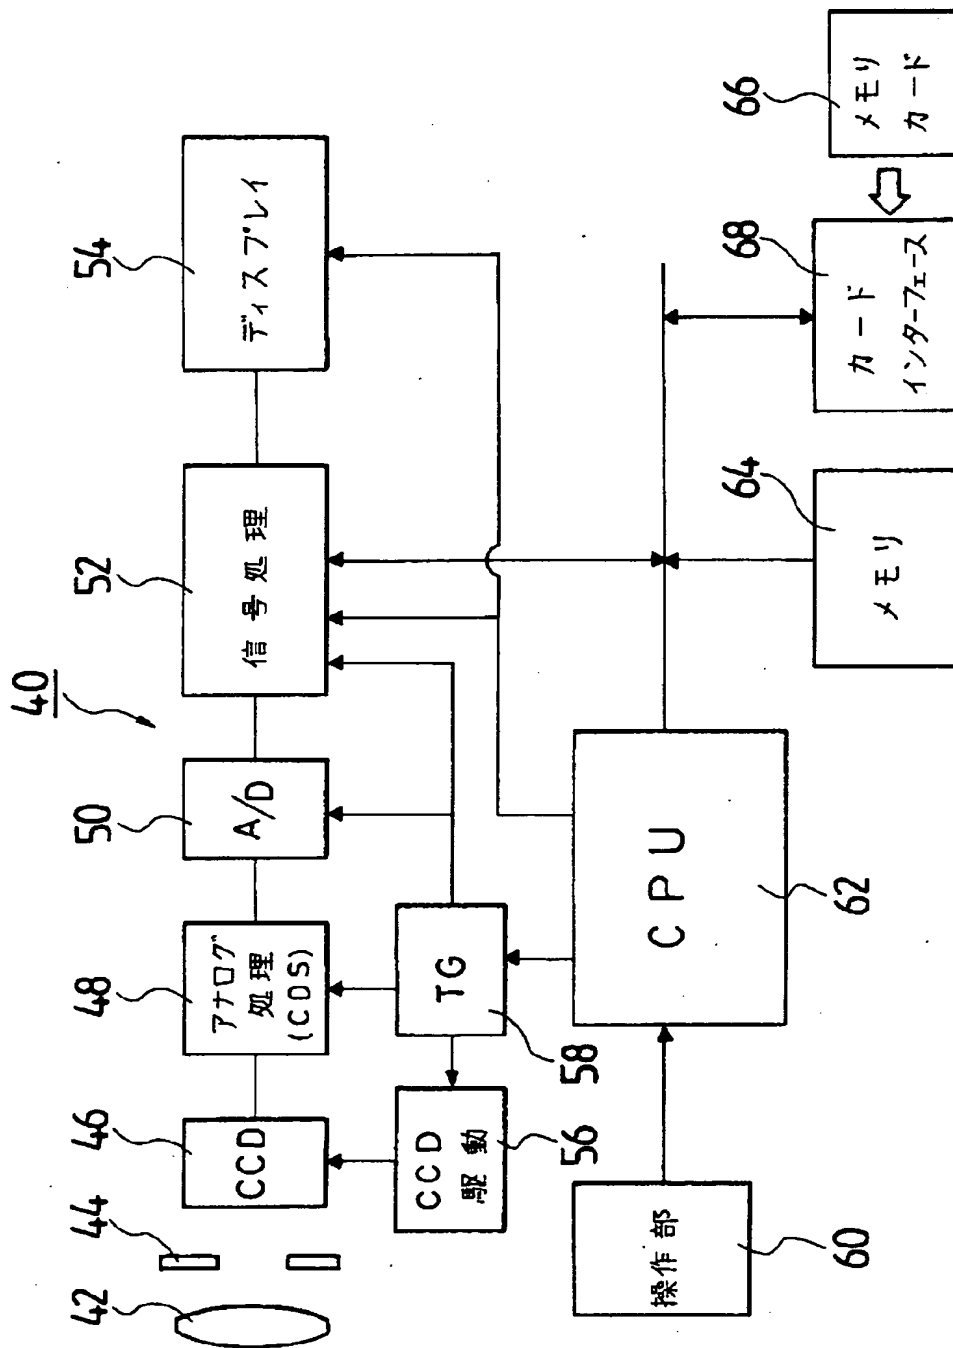 40
42
44
46
CCD
48
アナログ
処理
(CDS)
50
A/D
52
信号処理
54
ディスプレイ
CCD
駆動
56
TG
58
操作部
60
CPU
62
メモリ
64
カード
インターフェース
68
メモリ
カード
66